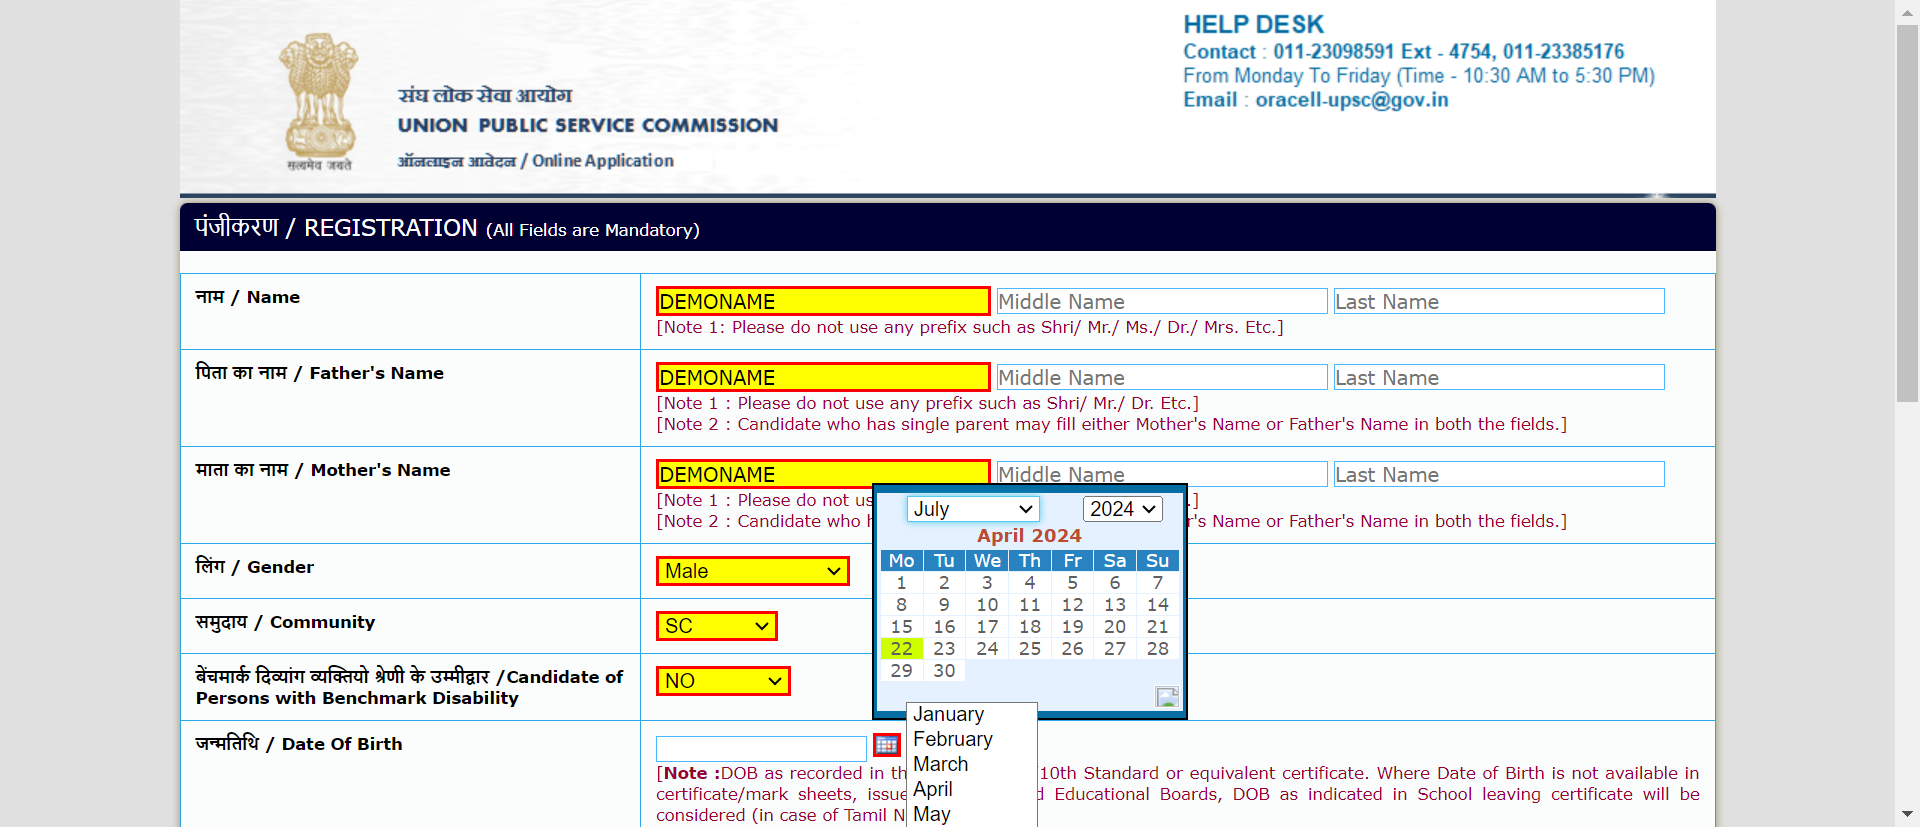 HELP DESK
Contact : 011-23098591 Ext - 4754, 011-23385176
From Monday To Friday (Time - 10:30 AM to 5:30 PM)
Email : oracell-upsc@gov.in
सत्यमेव जयते
संघ लोक सेवा आयोग
UNION PUBLIC SERVICE COMMISSION
ऑनलाइन आवेदन / Online Application
पंजीकरण / REGISTRATION (All Fields are Mandatory)
नाम / Name
DEMONAME Middle Name Last Name
[Note 1: Please do not use any prefix such as Shri/ Mr./ Ms./ Dr./ Mrs. Etc.]
पिता का नाम / Father's Name
DEMONAME Middle Name Last Name
[Note 1 : Please do not use any prefix such as Shri/ Mr./ Dr. Etc.]
[Note 2 : Candidate who has single parent may fill either Mother's Name or Father's Name in both the fields.]
माता का नाम / Mother's Name
DEMONAME Middle Name Last Name
[Note 1 : Please do not .]
[Note 2 : Candidate who 's Name or Father's Name in both the fields.]
July 2024
April 2024
Mo Tu We Th Fr Sa Su
1 2 3 4 5 6 7
8 9 10 11 12 13 14
15 16 17 18 19 20 21
22 23 24 25 26 27 28
29 30
January
February
March
April
May
लिंग / Gender
Male
समुदाय / Community
SC
बेंचमार्क दिव्यांग व्यक्तियो श्रेणी के उम्मीद्वार /Candidate of
Persons with Benchmark Disability
NO
जन्मतिथि / Date Of Birth
[Note :DOB as recorded in 10th Standard or equivalent certificate. Where Date of Birth is not available in
certificate/mark sheets, Educational Boards, DOB as indicated in School leaving certificate will be
considered (in case of Tamil